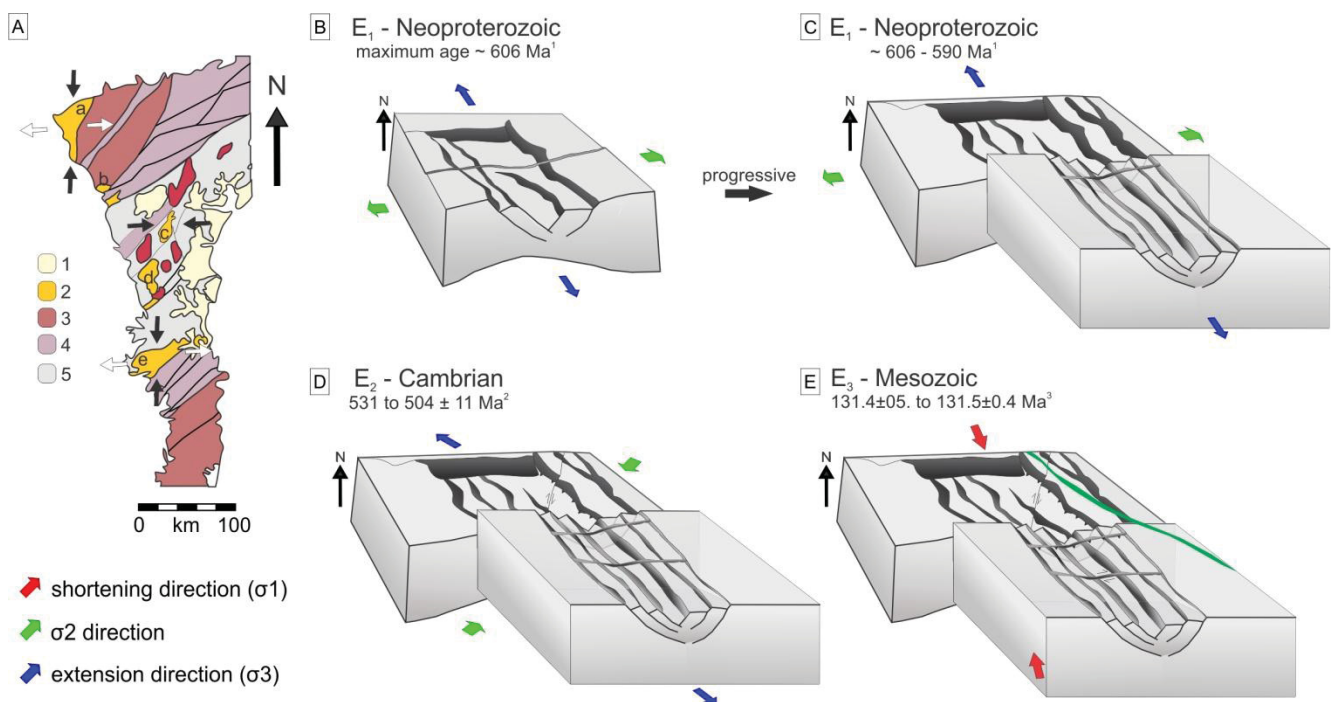 A
N
a
b
c
d
e
1
2
3
4
5
0 km 100
shortening direction (σ1)
σ2 direction
extension direction (σ3)
B E₁ - Neoproterozoic
maximum age ~ 606 Ma¹
N
progressive
C E₁ - Neoproterozoic
~ 606 - 590 Ma¹
N
D E₂ - Cambrian
531 to 504 ± 11 Ma²
N
E E₃ - Mesozoic
131.4±05. to 131.5±0.4 Ma³
N